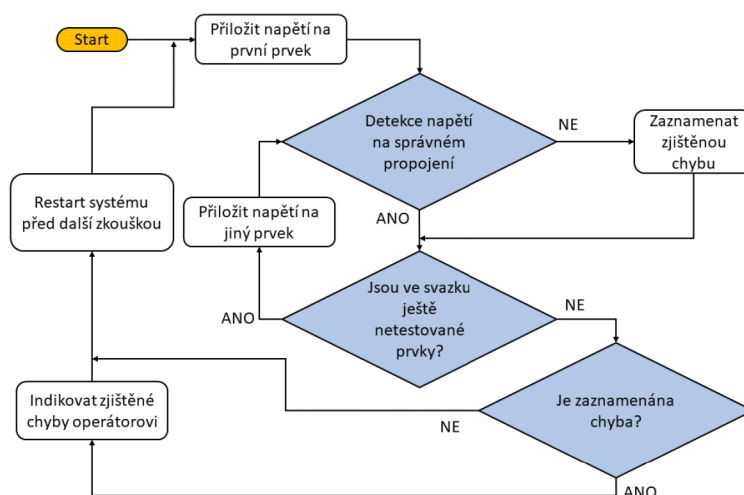 Start
Přiložit napětí na
první prvek
Detekce napětí
na správném
propojení
NE
Zaznamenat
zjištěnou
chybu
Restart systému
před další zkouškou
Přiložit napětí na
jiný prvek
ANO
Jsou ve svazku
ještě
netestované
prvky?
NE
ANO
Indikovat zjištěné
chyby operátorovi
Je zaznamenána
chyba?
NE
ANO